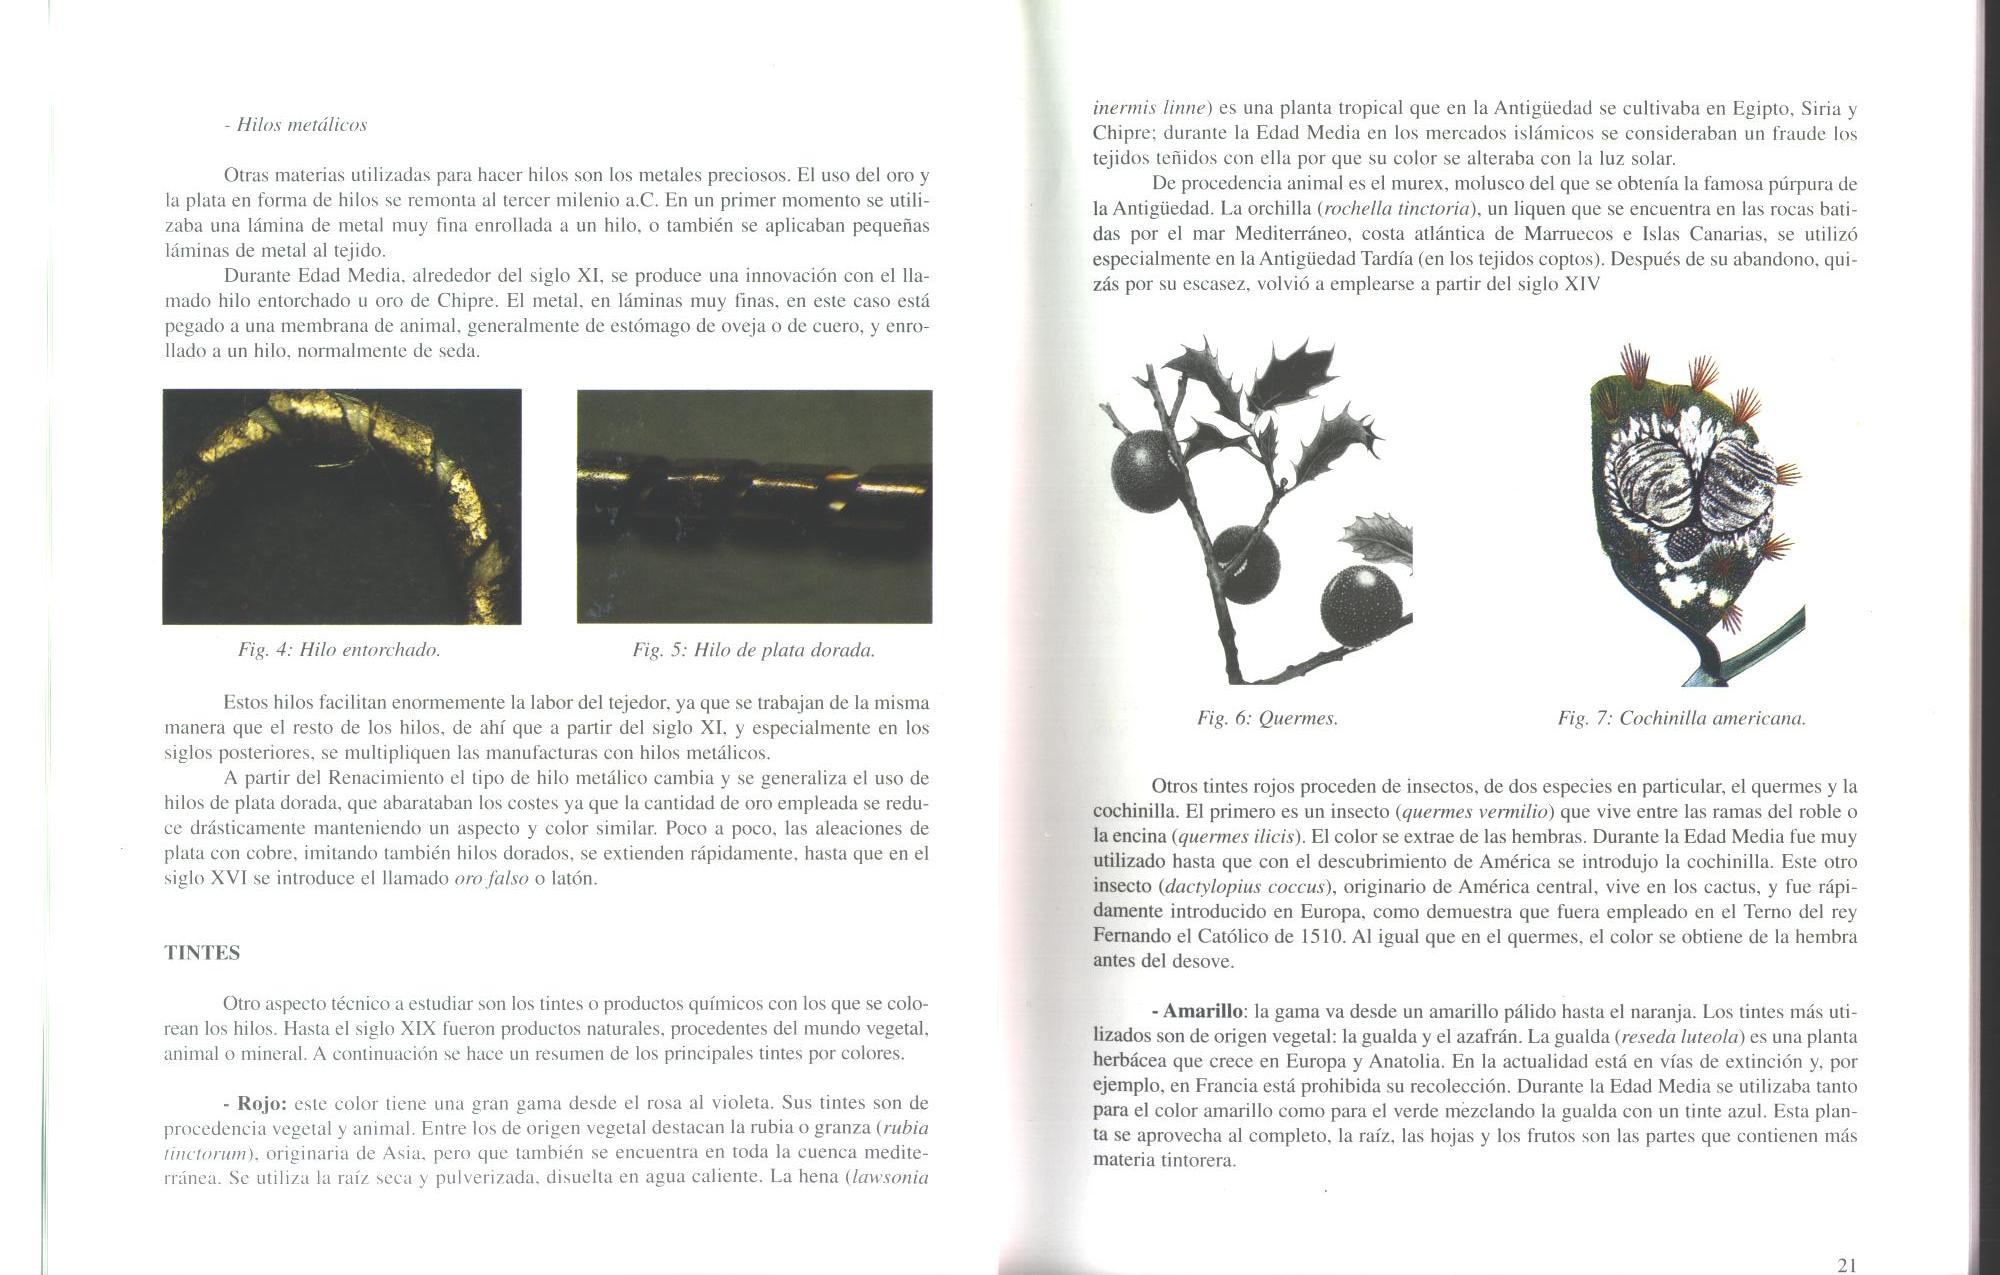 - Hilos metálicos
Otras materias utilizadas para hacer hilos son los metales preciosos. El uso del oro y
la plata en forma de hilos se remonta al tercer milenio a.C. En un primer momento se utili-
zaba una lámina de metal muy fina enrollada a un hilo, o también se aplicaban pequeñas
láminas de metal al tejido.
Durante Edad Media, alrededor del siglo XI, se produce una innovación con el lla-
mado hilo entorchado u oro de Chipre. El metal, en láminas muy finas, en este caso está
pegado a una membrana de animal, generalmente de estómago de oveja o de cuero, y enro-
llado a un hilo, normalmente de seda.
Fig. 4: Hilo entorchado.
Fig. 5: Hilo de plata dorada.
Estos hilos facilitan enormemente la labor del tejedor, ya que se trabajan de la misma
manera que el resto de los hilos, de ahí que a partir del siglo XI, y especialmente en los
siglos posteriores, se multipliquen las manufacturas con hilos metálicos.
A partir del Renacimiento el tipo de hilo metálico cambia y se generaliza el uso de
hilos de plata dorada, que abarataban los costes ya que la cantidad de oro empleada se redu-
ce drásticamente manteniendo un aspecto y color similar. Poco a poco, las aleaciones de
plata con cobre, imitando también hilos dorados, se extienden rápidamente, hasta que en el
siglo XVI se introduce el llamado oro falso o latón.
TINTES
Otro aspecto técnico a estudiar son los tintes o productos químicos con los que se colo-
rean los hilos. Hasta el siglo XIX fueron productos naturales, procedentes del mundo vegetal,
animal o mineral. A continuación se hace un resumen de los principales tintes por colores.
- Rojo: este color tiene una gran gama desde el rosa al violeta. Sus tintes son de
procedencia vegetal y animal. Entre los de origen vegetal destacan la rubia o granza (rubia
tinctorum), originaria de Asia, pero que también se encuentra en toda la cuenca medite-
rránea. Se utiliza la raíz seca y pulverizada, disuelta en agua caliente. La hena (lawsonia
inermis linne) es una planta tropical que en la Antigüedad se cultivaba en Egipto, Siria y
Chipre; durante la Edad Media en los mercados islámicos se consideraban un fraude los
tejidos teñidos con ella por que su color se alteraba con la luz solar.
De procedencia animal es el murex, molusco del que se obtenía la famosa púrpura de
la Antigüedad. La orchilla (rochella tinctoria), un liquen que se encuentra en las rocas bati-
das por el mar Mediterráneo, costa atlántica de Marruecos e Islas Canarias, se utilizó
especialmente en la Antigüedad Tardía (en los tejidos coptos). Después de su abandono, qui-
zás por su escasez, volvió a emplearse a partir del siglo XIV
Fig. 6: Quermes.
Fig. 7: Cochinilla americana.
Otros tintes rojos proceden de insectos, de dos especies en particular, el quermes y la
cochinilla. El primero es un insecto (quermes vermilio) que vive entre las ramas del roble o
la encina (quermes ilicis). El color se extrae de las hembras. Durante la Edad Media fue muy
utilizado hasta que con el descubrimiento de América se introdujo la cochinilla. Este otro
insecto (dactylopius coccus), originario de América central, vive en los cactus, y fue rápi-
damente introducido en Europa, como demuestra que fuera empleado en el Terno del rey
Fernando el Católico de 1510. Al igual que en el quermes, el color se obtiene de la hembra
antes del desove.
- Amarillo: la gama va desde un amarillo pálido hasta el naranja. Los tintes más uti-
lizados son de origen vegetal: la gualda y el azafrán. La gualda (reseda luteola) es una planta
herbácea que crece en Europa y Anatolia. En la actualidad está en vías de extinción y, por
ejemplo, en Francia está prohibida su recolección. Durante la Edad Media se utilizaba tanto
para el color amarillo como para el verde mezclando la gualda con un tinte azul. Esta plan-
ta se aprovecha al completo, la raíz, las hojas y los frutos son las partes que contienen más
materia tintorera.
21